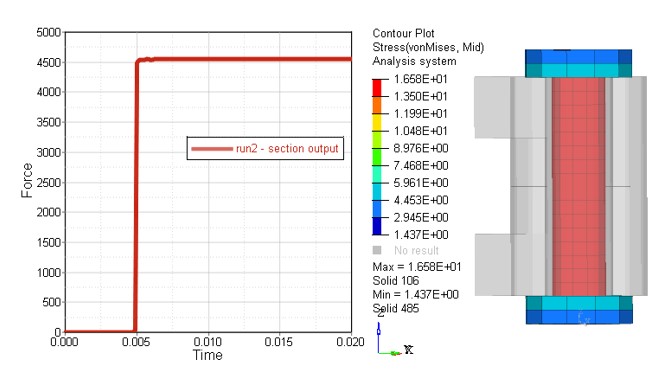 5000
4500
4000
3500
3000
2500
2000
1500
1000
500
0
Force
0.000
0.005
0.010
0.015
0.020
Time
run2 - section output
Contour Plot
Stress(vonMises, Mid)
Analysis system
1.658E+01
1.350E+01
1.199E+01
1.048E+01
8.976E+00
7.468E+00
5.961E+00
4.453E+00
2.945E+00
1.437E+00
No result
Max = 1.658E+01
Solid 106
Min = 1.437E+00
Solid 485
Z
X